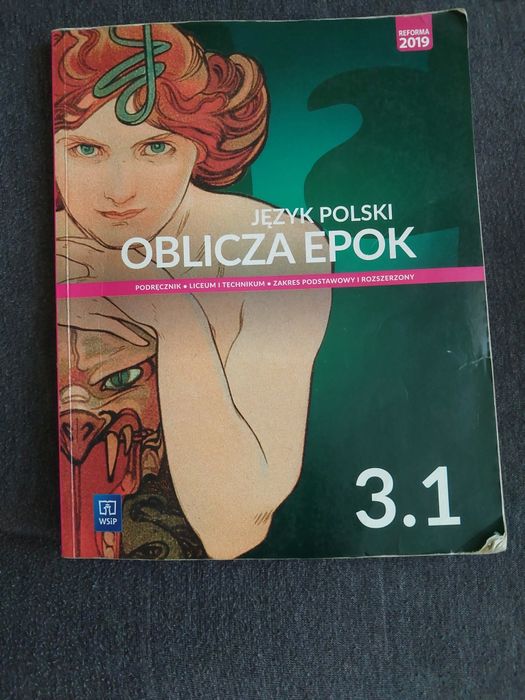 REFORMA
2019
JĘZYK POLSKI
OBLICZA EPOK
PODRĘCZNIK • LICEUM I TECHNIKUM • ZAKRES PODSTAWOWY I ROZSZERZONY
3.1
WSiP